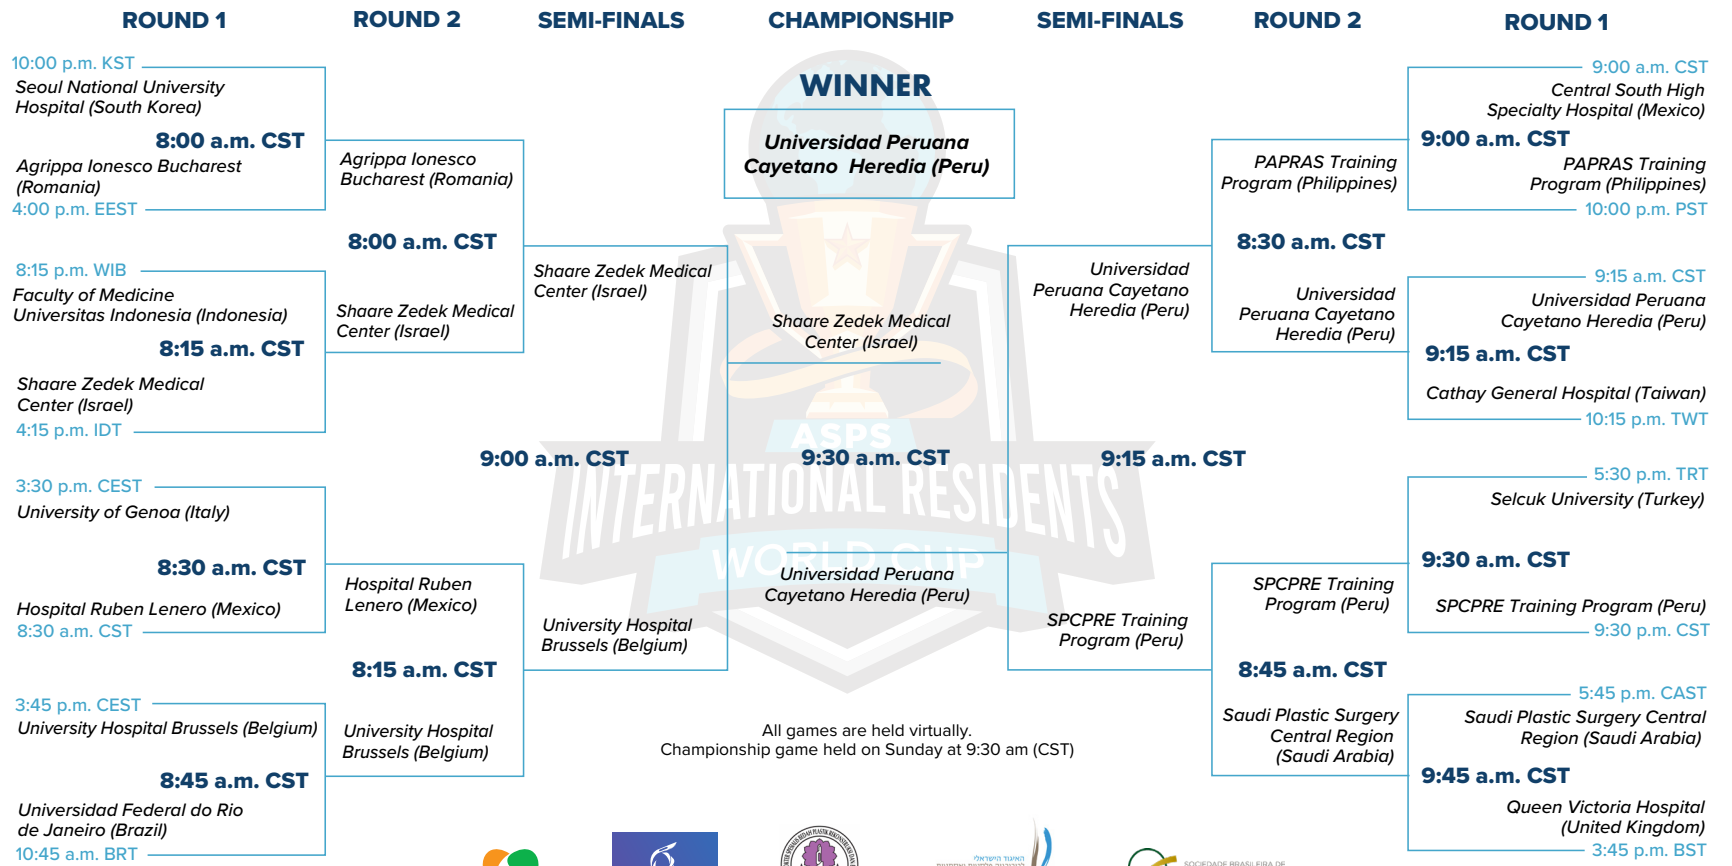 ROUND 1
ROUND 2
SEMI-FINALS
CHAMPIONSHIP
SEMI-FINALS
ROUND 2
ROUND 1
10:00 p.m. KST
Seoul National University
Hospital (South Korea)
8:00 a.m. CST
Agrippa Ionesco Bucharest
(Romania)
4:00 p.m. EEST
8:15 p.m. WIB
Faculty of Medicine
Universitas Indonesia (Indonesia)
8:15 a.m. CST
Shaare Zedek Medical
Center (Israel)
4:15 p.m. IDT
3:30 p.m. CEST
University of Genoa (Italy)
8:30 a.m. CST
Hospital Ruben Lenero (Mexico)
8:30 a.m. CST
3:45 p.m. CEST
University Hospital Brussels (Belgium)
8:45 a.m. CST
Universidad Federal do Rio
de Janeiro (Brazil)
10:45 a.m. BRT
Agrippa Ionesco
Bucharest (Romania)
8:00 a.m. CST
Shaare Zedek Medical
Center (Israel)
Hospital Ruben
Lenero (Mexico)
8:15 a.m. CST
University Hospital
Brussels (Belgium)
Shaare Zedek Medical
Center (Israel)
9:00 a.m. CST
University Hospital
Brussels (Belgium)
WINNER
Universidad Peruana
Cayetano Heredia (Peru)
Shaare Zedek Medical
Center (Israel)
ASPS
9:30 a.m. CST
INTERNATIONAL RESIDENTS
WORLD CUP
Universidad Peruana
Cayetano Heredia (Peru)
All games are held virtually.
Championship game held on Sunday at 9:30 am (CST)
Universidad
Peruana Cayetano
Heredia (Peru)
9:15 a.m. CST
SPCPRE Training
Program (Peru)
PAPRAS Training
Program (Philippines)
8:30 a.m. CST
Universidad
Peruana Cayetano
Heredia (Peru)
SPCPRE Training
Program (Peru)
8:45 a.m. CST
Saudi Plastic Surgery
Central Region
(Saudi Arabia)
9:00 a.m. CST
Central South High
Specialty Hospital (Mexico)
9:00 a.m. CST
PAPRAS Training
Program (Philippines)
10:00 p.m. PST
9:15 a.m. CST
Universidad Peruana
Cayetano Heredia (Peru)
9:15 a.m. CST
Cathay General Hospital (Taiwan)
10:15 p.m. TWT
5:30 p.m. TRT
Selcuk University (Turkey)
9:30 a.m. CST
SPCPRE Training Program (Peru)
9:30 p.m. CST
5:45 p.m. CAST
Saudi Plastic Surgery Central
Region (Saudi Arabia)
9:45 a.m. CST
Queen Victoria Hospital
(United Kingdom)
3:45 p.m. BST
האיגוד הישראלי
SOCIEDADE BRASILEIRA DE